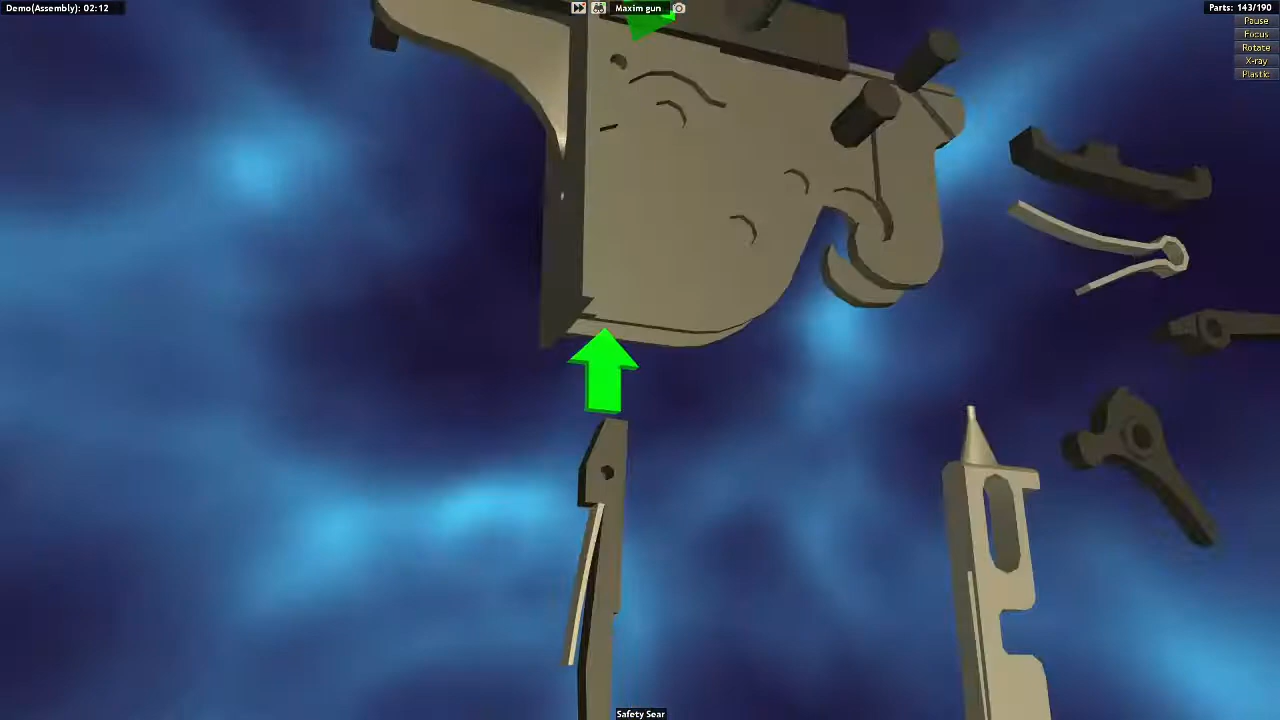 Demo(Assembly): 02:12
Maxim gun
Parts: 143/190
Pause
Focus
Rotate
X-ray
Plastic
Safety Sear